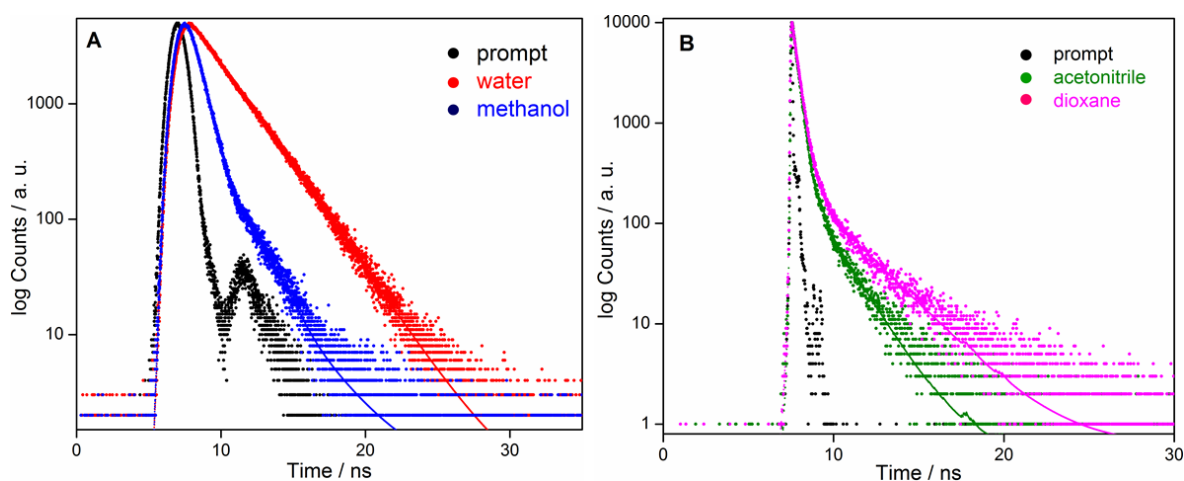 A
prompt
water
methanol
log Counts / a. u.
1000
100
10
0
10
20
30
Time / ns
B
prompt
acetonitrile
dioxane
log Counts / a. u.
10000
1000
100
10
1
10
20
30
Time / ns